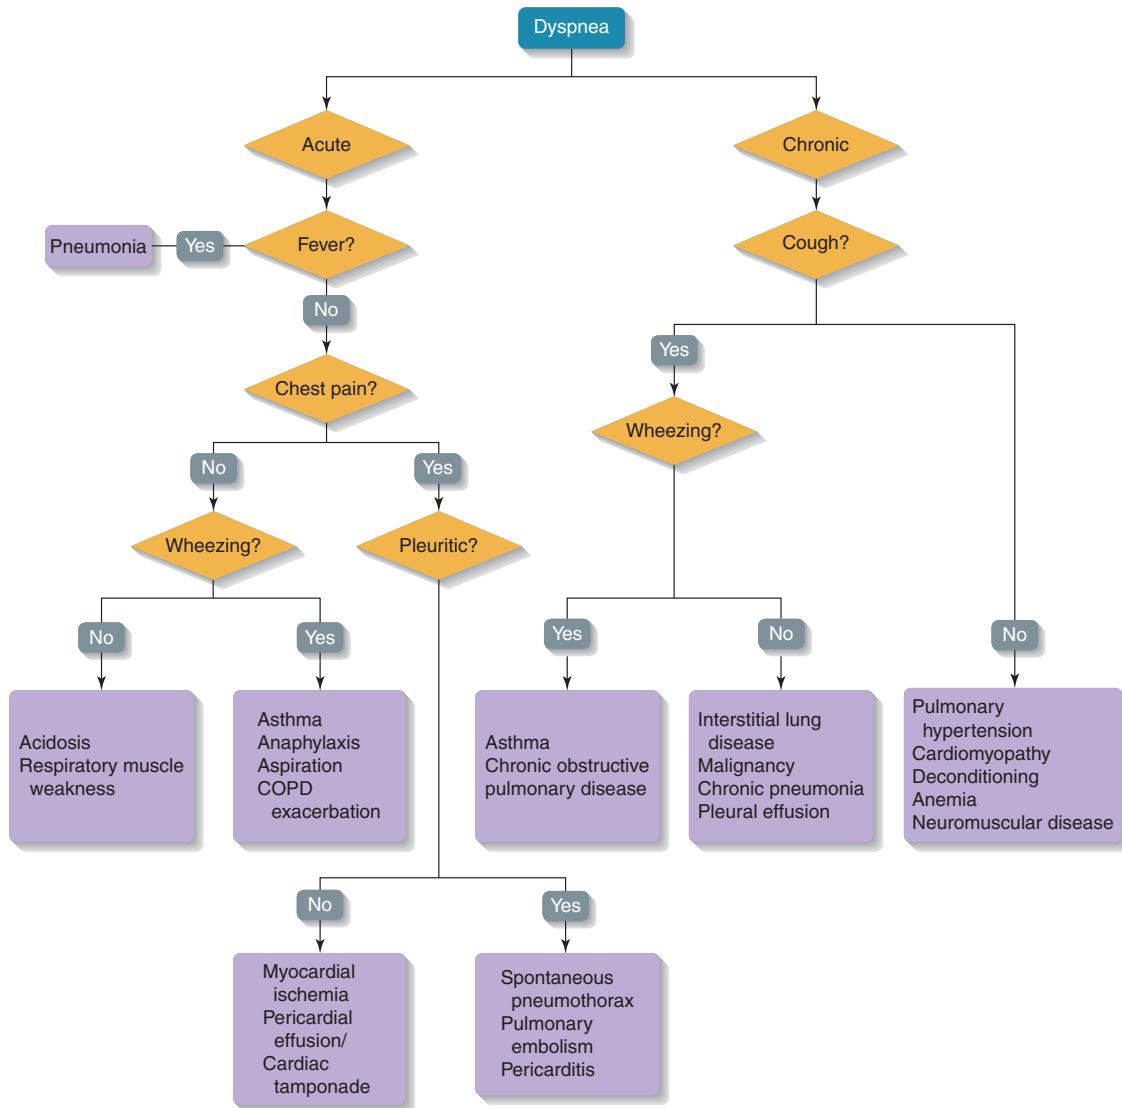 Dyspnea
Acute
Chronic
Pneumonia
Yes
Fever?
Cough?
No
Yes
Chest pain?
Wheezing?
No
Yes
Wheezing?
Pleuritic?
No
Yes
Yes
No
No
Acidosis
Respiratory muscle
weakness
Asthma
Anaphylaxis
Aspiration
COPD
exacerbation
Asthma
Chronic obstructive
pulmonary disease
Interstitial lung
disease
Malignancy
Chronic pneumonia
Pleural effusion
Pulmonary
hypertension
Cardiomyopathy
Deconditioning
Anemia
Neuromuscular disease
No
Yes
Myocardial
ischemia
Pericardial
effusion/
Cardiac
tamponade
Spontaneous
pneumothorax
Pulmonary
embolism
Pericarditis